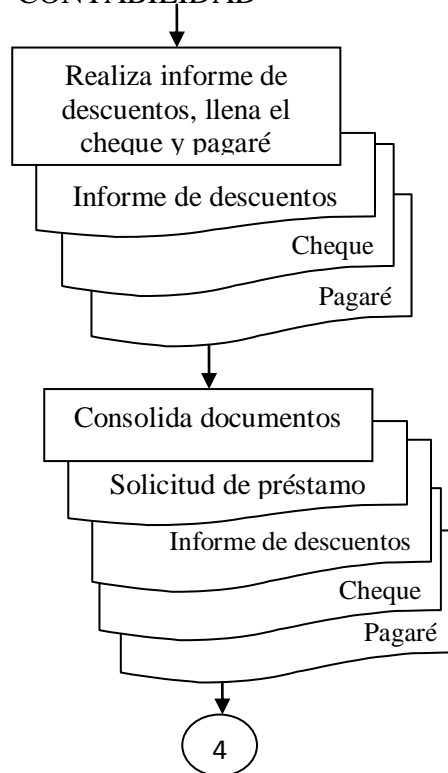 CONTABILIDAD
Realiza informe de
descuentos, llena el
cheque y pagaré
Informe de descuentos
Cheque
Pagaré
Consolida documentos
Solicitud de préstamo
Informe de descuentos
Cheque
Pagaré
4